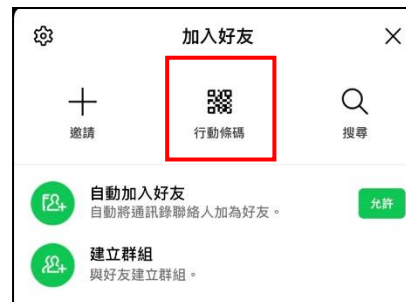 加入好友
邀請
行動條碼
搜尋
自動加入好友
自動將通訊錄聯絡人加為好友。
允許
建立群組
與好友建立群組。